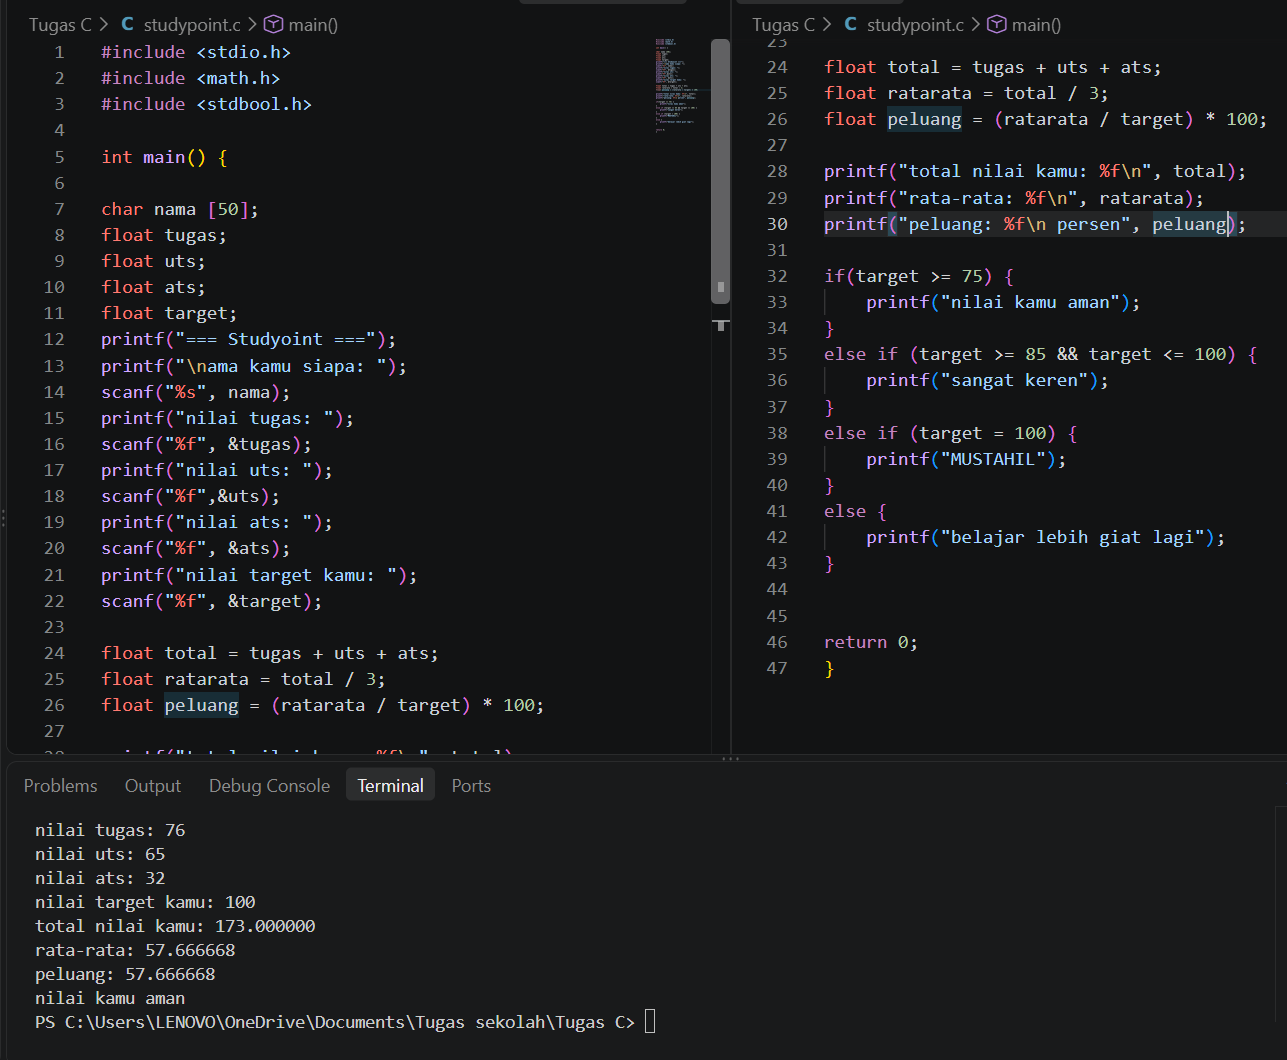 Tugas C > C studypoint.c > main()
1 #include <stdio.h>
2 #include <math.h>
3 #include <stdbool.h>
4
5 int main() {
6
7 char nama [50];
8 float tugas;
9 float uts;
10 float ats;
11 float target;
12 printf("=== Studyoint ===");
13 printf("\nama kamu siapa: ");
14 scanf("%s", nama);
15 printf("nilai tugas: ");
16 scanf("%f", &tugas);
17 printf("nilai uts: ");
18 scanf("%f",&uts);
19 printf("nilai ats: ");
20 scanf("%f", &ats);
21 printf("nilai target kamu: ");
22 scanf("%f", &target);
23
24 float total = tugas + uts + ats;
25 float ratarata = total / 3;
26 float peluang = (ratarata / target) * 100;
27
Tugas C > C studypoint.c > main()
23
24 float total = tugas + uts + ats;
25 float ratarata = total / 3;
26 float peluang = (ratarata / target) * 100;
27
28 printf("total nilai kamu: %f\n", total);
29 printf("rata-rata: %f\n", ratarata);
30 printf("peluang: %f\n persen", peluang);
31
32 if(target >= 75) {
33 printf("nilai kamu aman");
34 }
35 else if (target >= 85 && target <= 100) {
36 printf("sangat keren");
37 }
38 else if (target = 100) {
39 printf("MUSTAHIL");
40 }
41 else {
42 printf("belajar lebih giat lagi");
43 }
44
45
46 return 0;
47 }
Problems Output Debug Console Terminal Ports
nilai tugas: 76
nilai uts: 65
nilai ats: 32
nilai target kamu: 100
total nilai kamu: 173.000000
rata-rata: 57.666668
peluang: 57.666668
nilai kamu aman
PS C:\Users\LENOVO\OneDrive\Documents\Tugas sekolah\Tugas C>